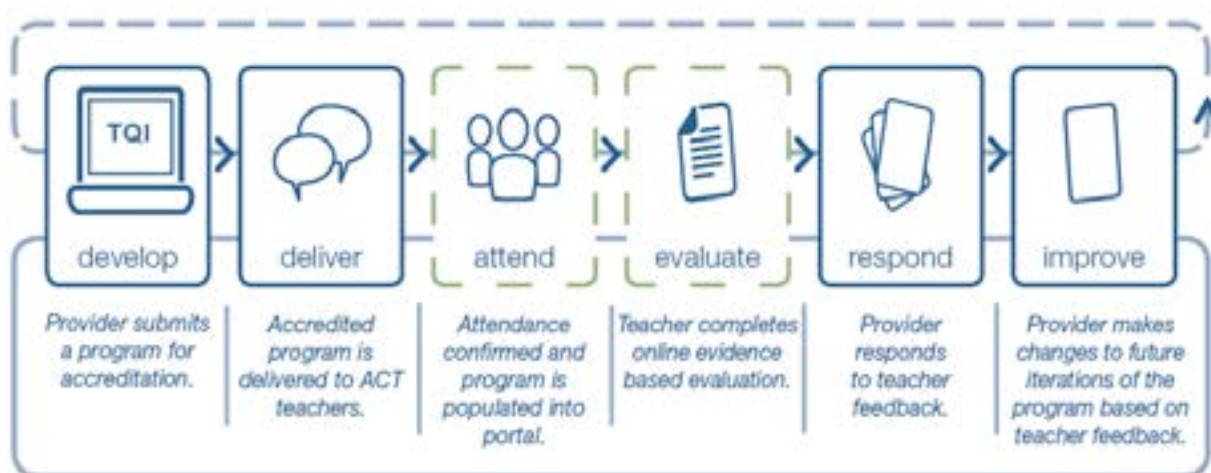 TQI
develop
deliver
attend
evaluate
respond
improve
Provider submits
a program for
accreditation.
Accredited
program is
delivered to ACT
teachers.
Attendance
confirmed and
program is
populated into
portal.
Teacher completes
online evidence
based evaluation.
Provider
responds
to teacher
feedback.
Provider makes
changes to future
iterations of the
program based on
teacher feedback.